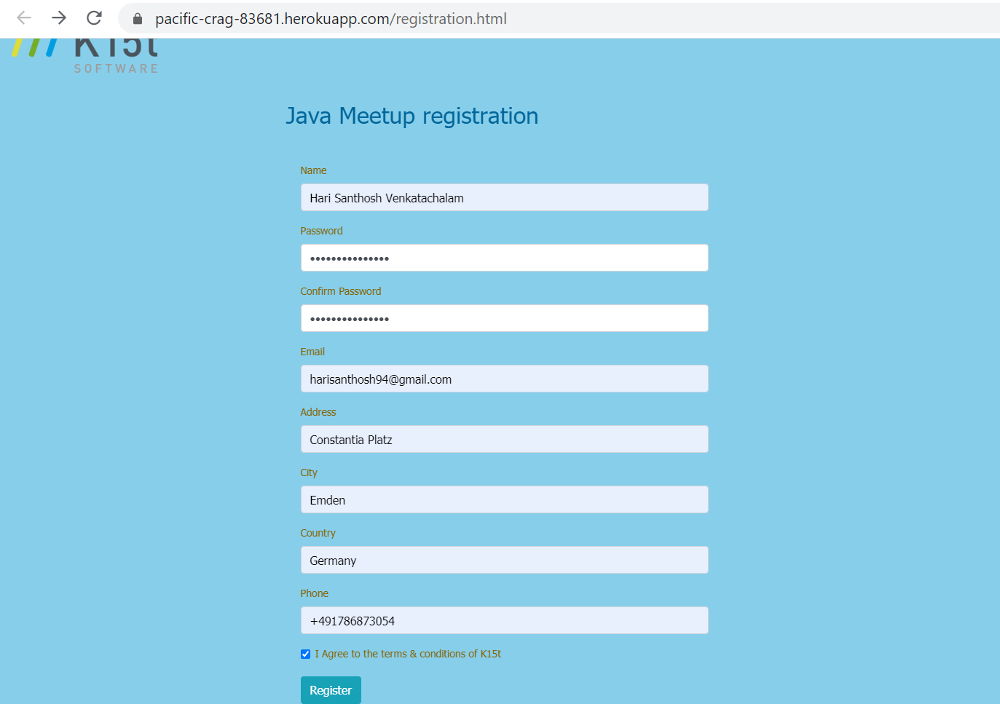 pacific-crag-83681.herokuapp.com/registration.html
K15t
SOFTWARE
Java Meetup registration
Name
Hari Santhosh Venkatachalam
Password
•••••••••••••••
Confirm Password
•••••••••••••••
Email
harisanthosh94@gmail.com
Address
Constantia Platz
City
Emden
Country
Germany
Phone
+491786873054
I Agree to the terms & conditions of K15t
Register